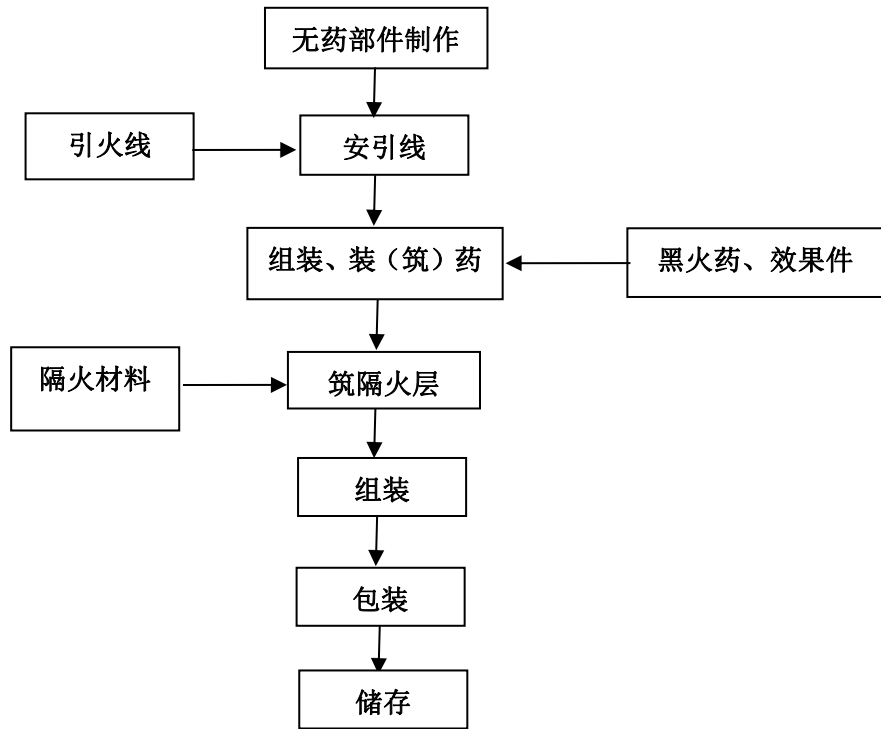 无药部件制作
引火线
安引线
组装、装（筑）药
黑火药、效果件
隔火材料
筑隔火层
组装
包装
储存